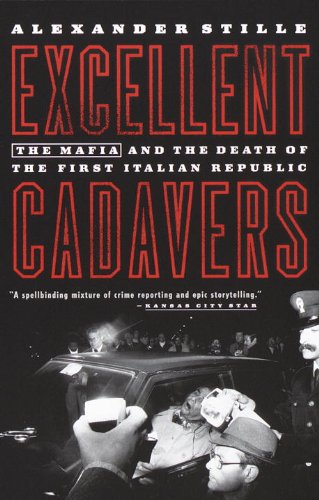 ALEXANDER STILLE
EXCELLENT
THE MAFIA AND THE DEATH OF
THE FIRST ITALIAN REPUBLIC
CADAVERS
"A spellbinding mixture of crime reporting and epic storytelling."
— KANSAS CITY STAR